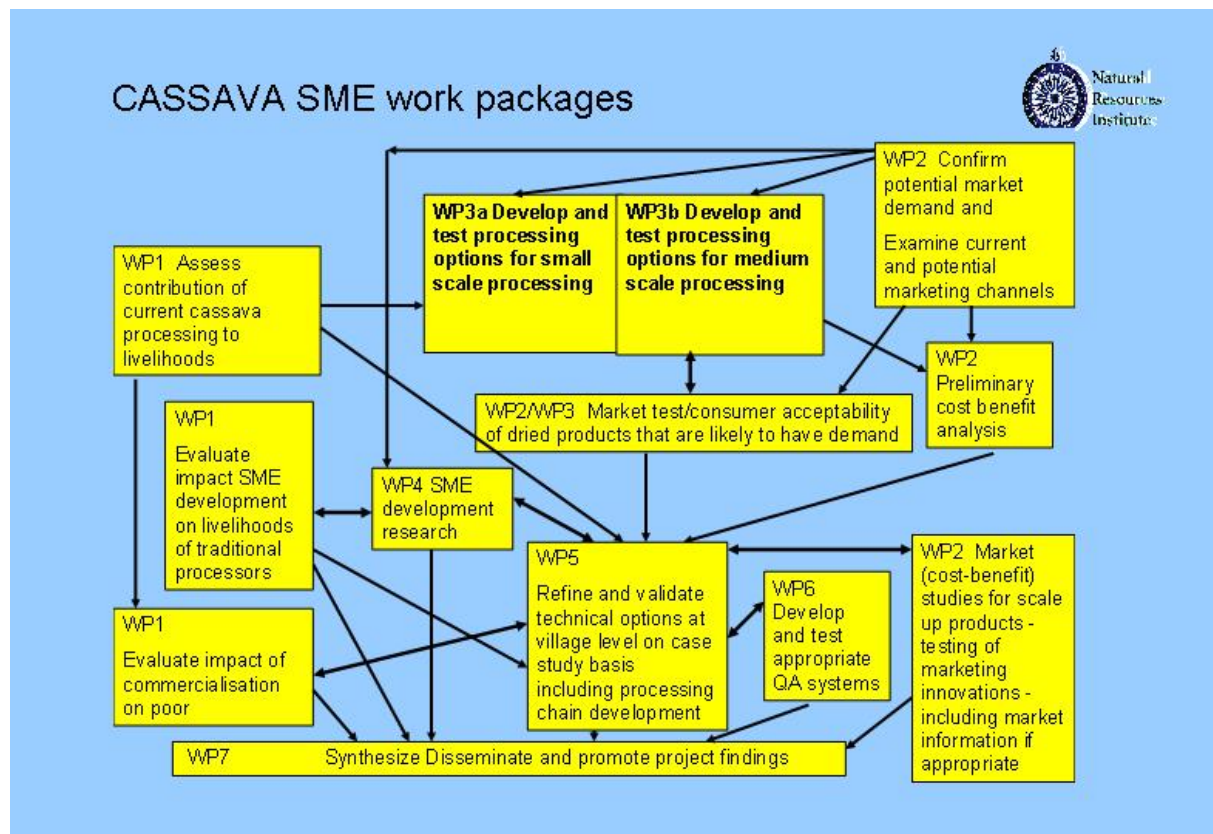 CASSAVA SME work packages
Natural
Resources
Institute
WP2 Confirm
potential market
demand and
Examine current
and potential
marketing channels
WP3a Develop and
test processing
options for small
scale processing
WP3b Develop and
test processing
options for medium
scale processing
WP1 Assess
contribution of
current cassava
processing to
livelihoods
WP2
Preliminary
cost benefit
analysis
WP2/WP3 Market test/consumer acceptability
of dried products that are likely to have demand
WP1
Evaluate
impact SME
development
on livelihoods
of traditional
processors
WP4 SME
development
research
WP5
Refine and validate
technical options at
village level on case
study basis
including processing
chain development
WP6
Develop
and test
appropriate
QA systems
WP2 Market
(cost-benefit)
studies for scale
up products -
testing of
marketing
innovations -
including market
information if
appropriate
WP1
Evaluate impact of
commercialisation
on poor
WP7 Synthesize Disseminate and promote project findings